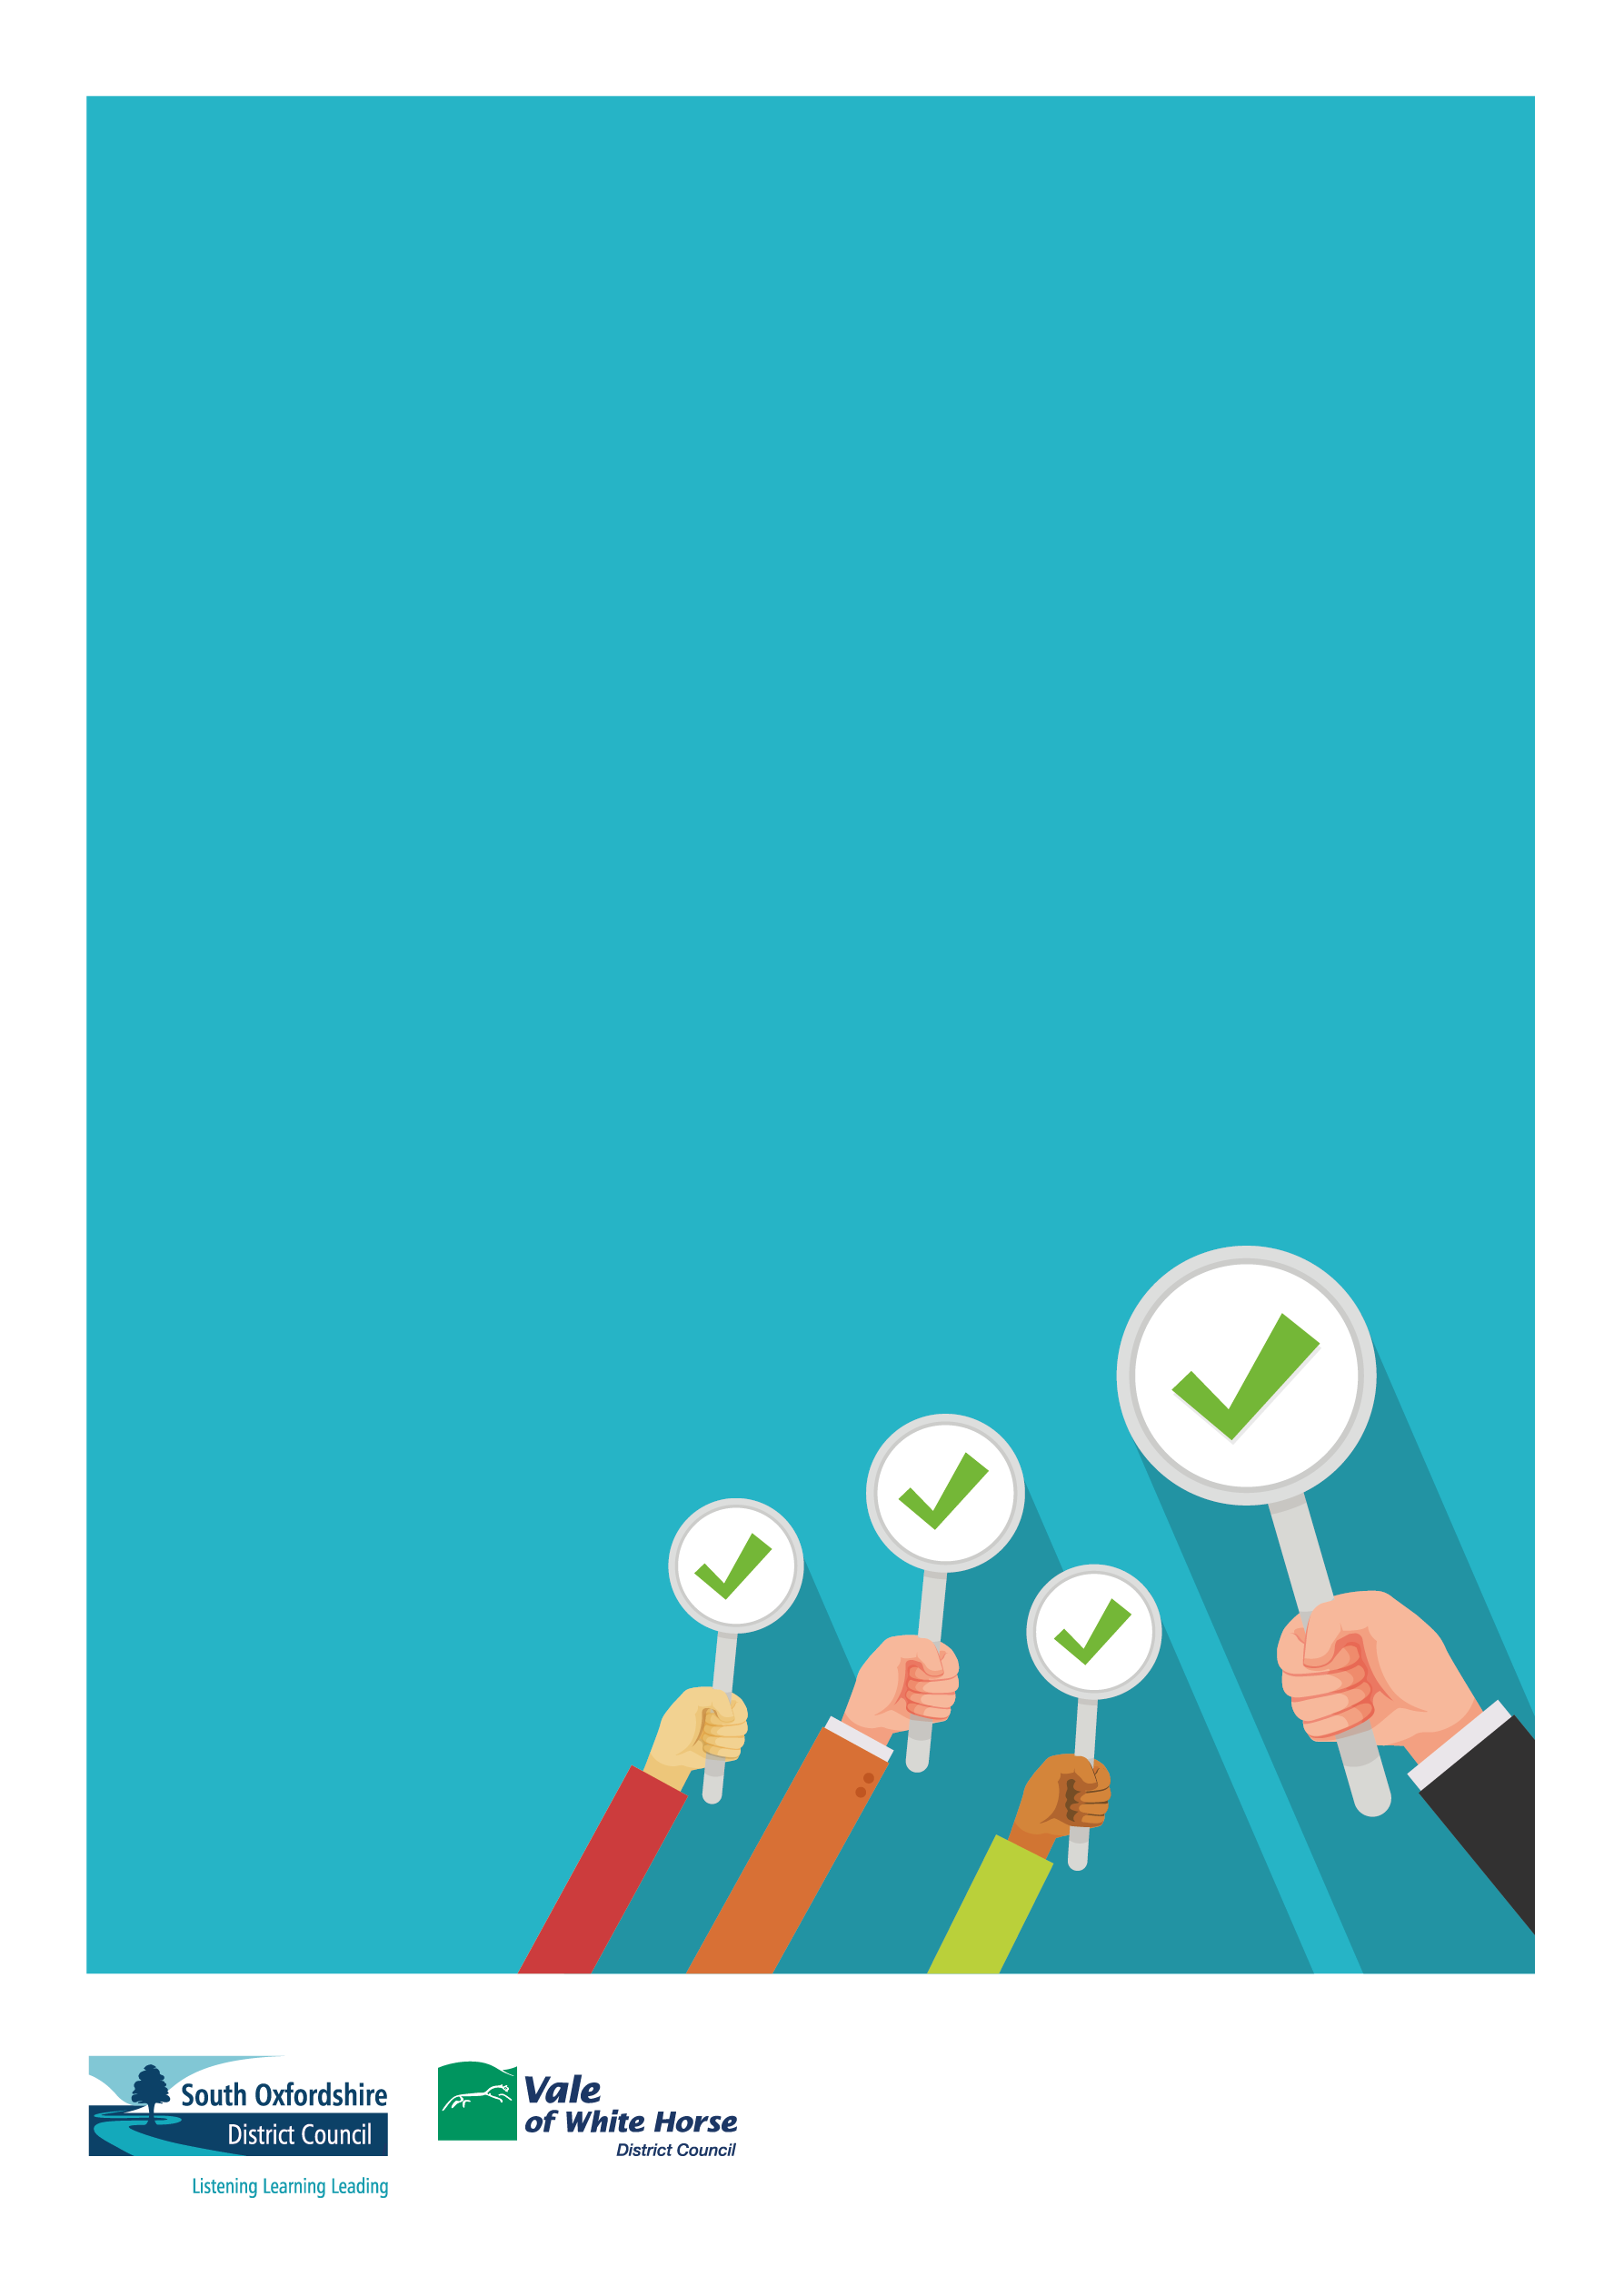 South Oxfordshire
District Council
Listening Learning Leading
Vale
of White Horse
District Council